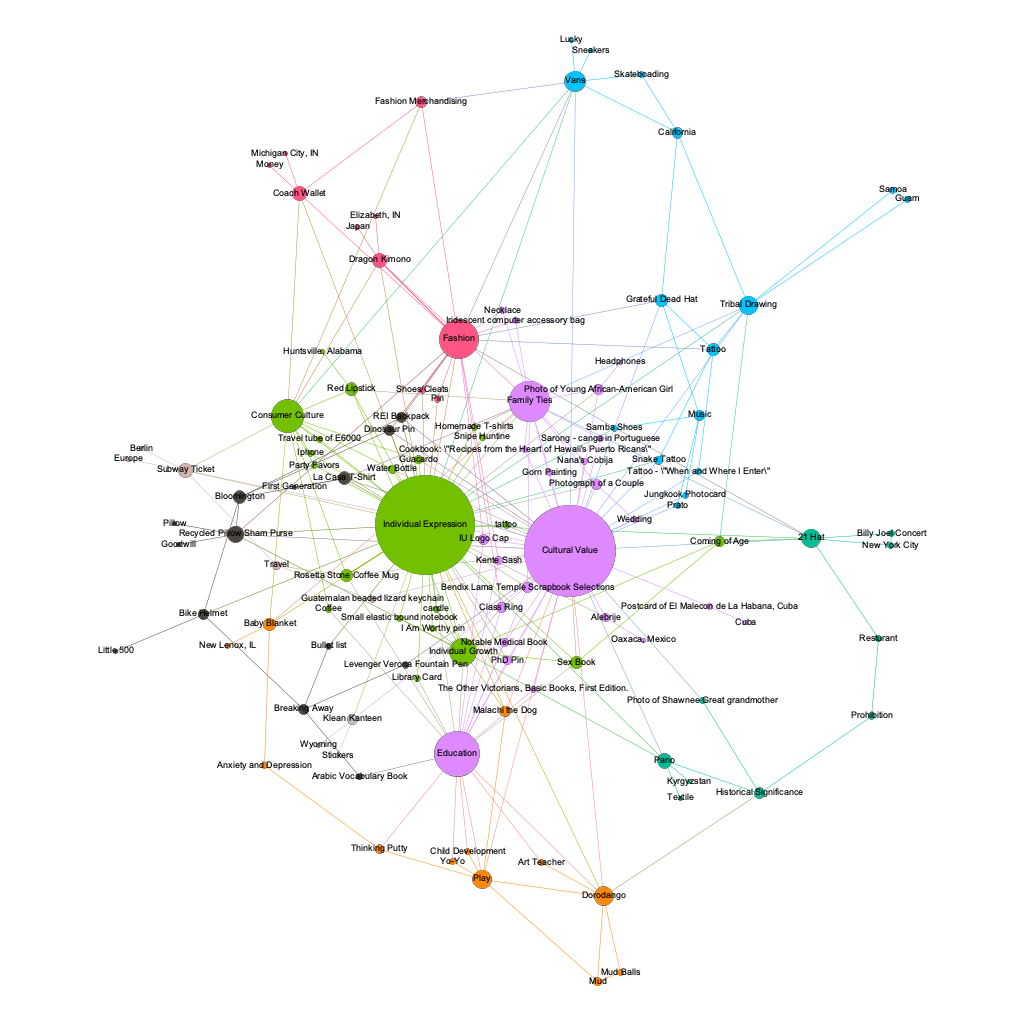 Lucky
Sneakers
Vans
Skateboading
Fashion Merchandising
California
Michigan City, IN
Money
Coach Wallet
Samoa
Guam
Elizabeth, IN
Japan
Dragon Kimono
Grateful Dead Hat
Tribal Drawing
Necklace
Iridescent computer accessory bag
Fashion
Tattoo
Huntsville, Alabama
Headphones
Red Lipstick
Shoes/Cleats
Photo of Young African-American Girl
Pin
Family Ties
Consumer Culture
REI Backpack
Music
Dinosaur Pin
Homemade T-shirts
Samba Shoes
Travel tube of E6000
Snipe Huntine
Sarong - canga in Portuguese
Berlin
Iphone
Cookbook: \"Recipes from the Heart of Hawaii's Puerto Ricans\"
Europe
Guacardo
Nana's Cobija
Snake Tattoo
Party Favors
Subway Ticket
Water Bottle
Gorn Painting
Tattoo - \"When and Where I Enter\"
La Casa T-Shirt
First Generation
Photograph of a Couple
Bloomington
Jungkook Photocard
Prato
Pillow
Individual Expression
tattoo
Wedding
Recycled Pillow Sham Purse
IU Logo Cap
Billy Joel Concert
21 Hat
Goodwill
Coming of Age
New York City
Cultural Value
Travel
Kente Sash
Rosetta Stone Coffee Mug
Bendix Lama Temple Scrapbook Selections
Guatemalan beaded lizard keychain
Coffee
candle
Class Ring
Postcard of El Malecon de La Habana, Cuba
Bike Helmet
Small elastic bound notebook
Alebrije
Cuba
Baby Blanket
I Am Worthy pin
Oaxaca, Mexico
Resturant
New Lenox, IL
Bullet list
Notable Medical Book
Little 500
Individual Growth
Levenger Verona Fountain Pen
PhD Pin
Sex Book
Library Card
The Other Victorians, Basic Books, First Edition.
Photo of Shawnee Great grandmother
Breaking Away
Malachi the Dog
Klean Kanteen
Prohibition
Wyoming
Stickers
Education
Pano
Anxiety and Depression
Arabic Vocabulary Book
Kyrgyzstan
Textile
Historical Significance
Thinking Putty
Child Development
Yo-Yo
Art Teacher
Play
Dorodango
Mud Balls
Mud